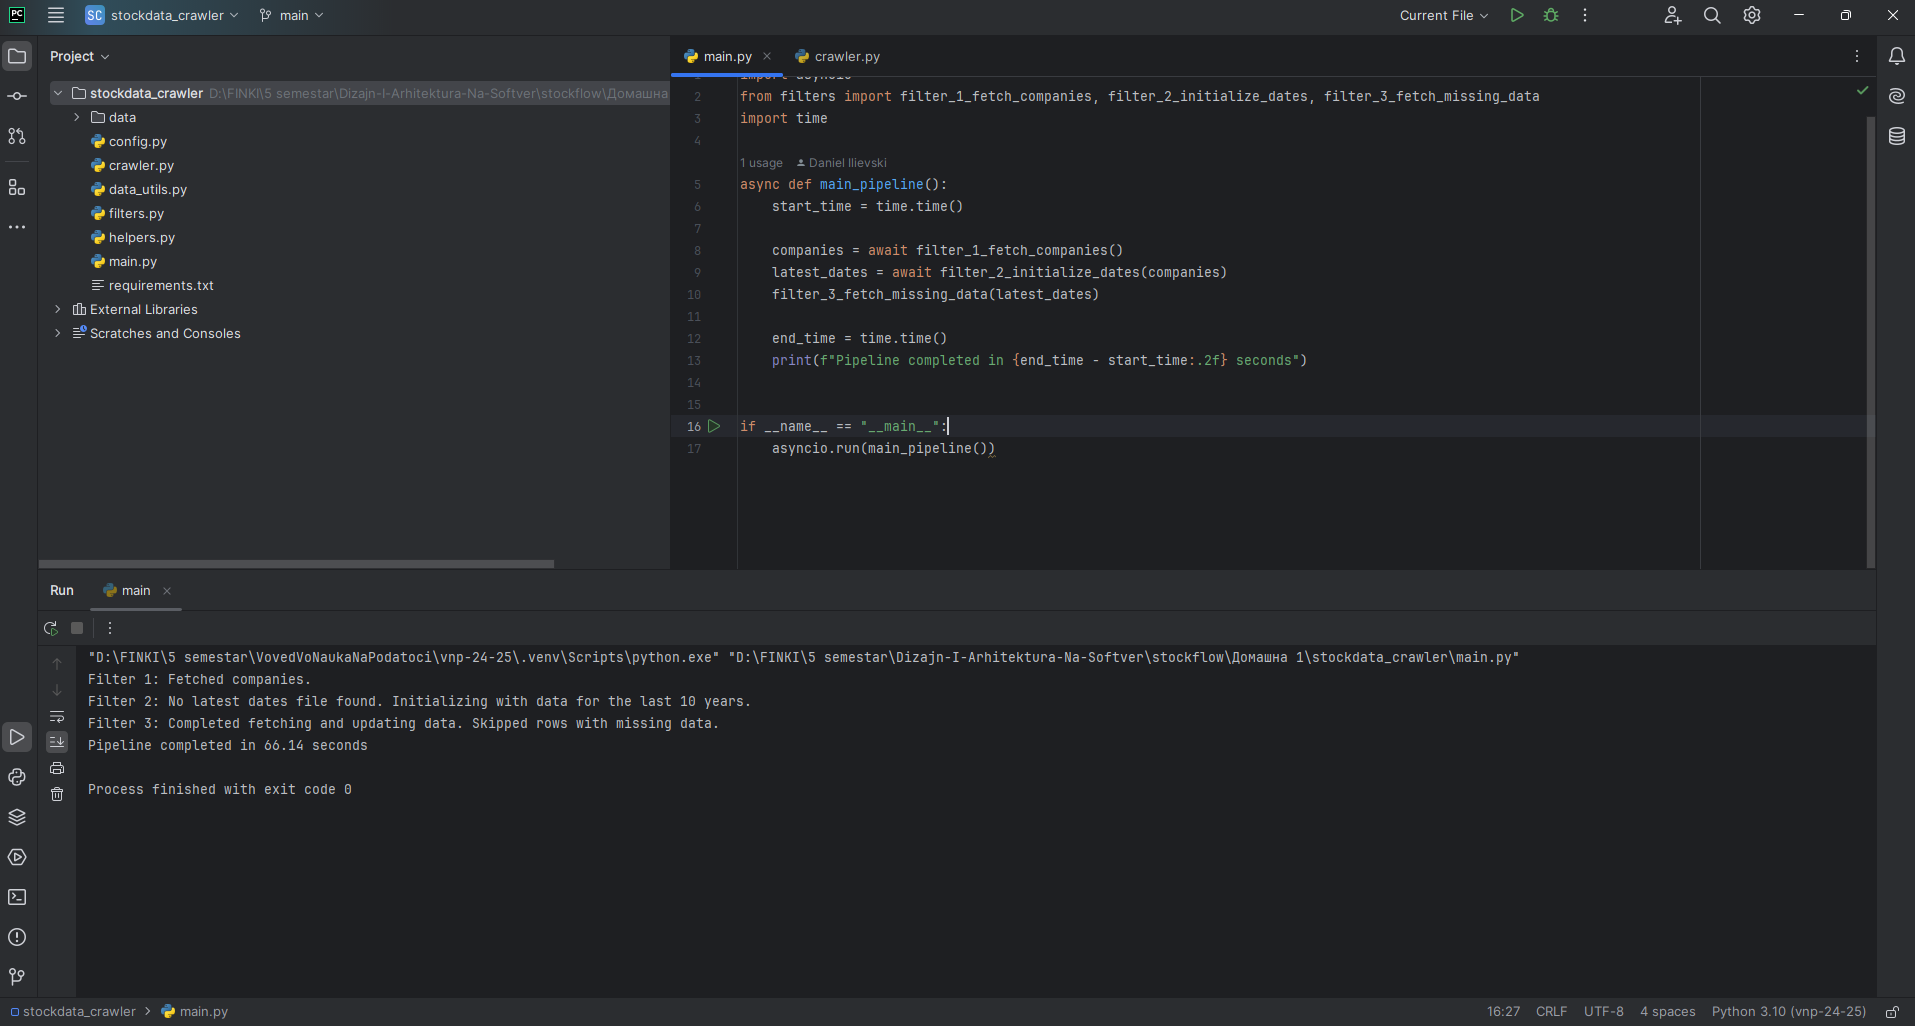 PC
SC stockdata_crawler main Current File
Project
stockdata_crawler D:\FINKI\5 semestar\Dizajn-I-Arhitektura-Na-Softver\stockflow\Домашна
data
config.py
crawler.py
data_utils.py
filters.py
helpers.py
main.py
requirements.txt
External Libraries
Scratches and Consoles
main.py crawler.py
1 import asyncio
2 from filters import filter_1_fetch_companies, filter_2_initialize_dates, filter_3_fetch_missing_data
3 import time
4
1 usage Daniel Ilievski
5 async def main_pipeline():
6 start_time = time.time()
7
8 companies = await filter_1_fetch_companies()
9 latest_dates = await filter_2_initialize_dates(companies)
10 filter_3_fetch_missing_data(latest_dates)
11
12 end_time = time.time()
13 print(f"Pipeline completed in {end_time - start_time:.2f} seconds")
14
15
16 if __name__ == "__main__":
17 asyncio.run(main_pipeline())
Run main
"D:\FINKI\5 semestar\VovedVoNaukaNaPodatoci\vnp-24-25\.venv\Scripts\python.exe" "D:\FINKI\5 semestar\Dizajn-I-Arhitektura-Na-Softver\stockflow\Домашна 1\stockdata_crawler\main.py"
Filter 1: Fetched companies.
Filter 2: No latest dates file found. Initializing with data for the last 10 years.
Filter 3: Completed fetching and updating data. Skipped rows with missing data.
Pipeline completed in 66.14 seconds
Process finished with exit code 0
stockdata_crawler main.py 16:27 CRLF UTF-8 4 spaces Python 3.10 (vnp-24-25)